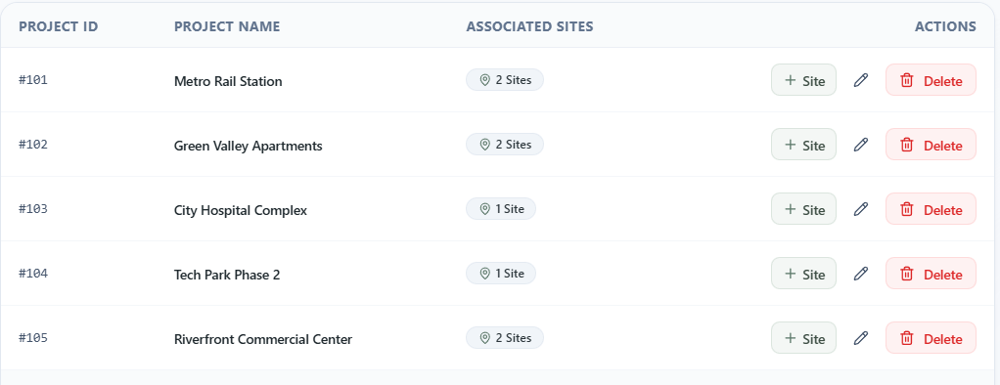 PROJECT ID PROJECT NAME ASSOCIATED SITES ACTIONS
#101 Metro Rail Station 2 Sites + Site Delete
#102 Green Valley Apartments 2 Sites + Site Delete
#103 City Hospital Complex 1 Site + Site Delete
#104 Tech Park Phase 2 1 Site + Site Delete
#105 Riverfront Commercial Center 2 Sites + Site Delete